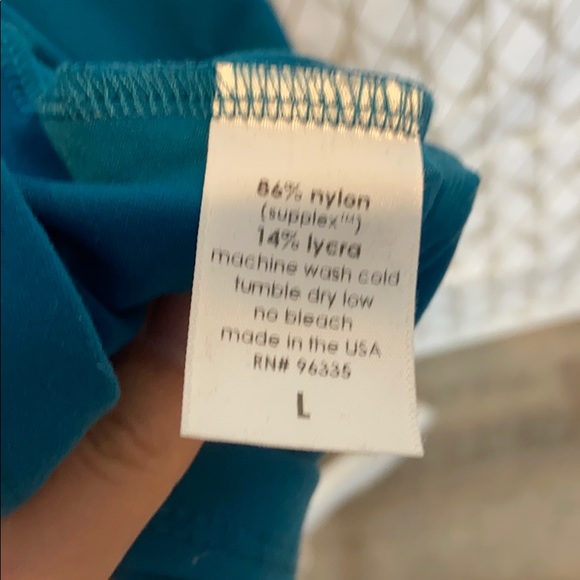 86% nylon
(supplex™)
14% lycra
machine wash cold
tumble dry low
no bleach
made in the USA
RN# 96335
L